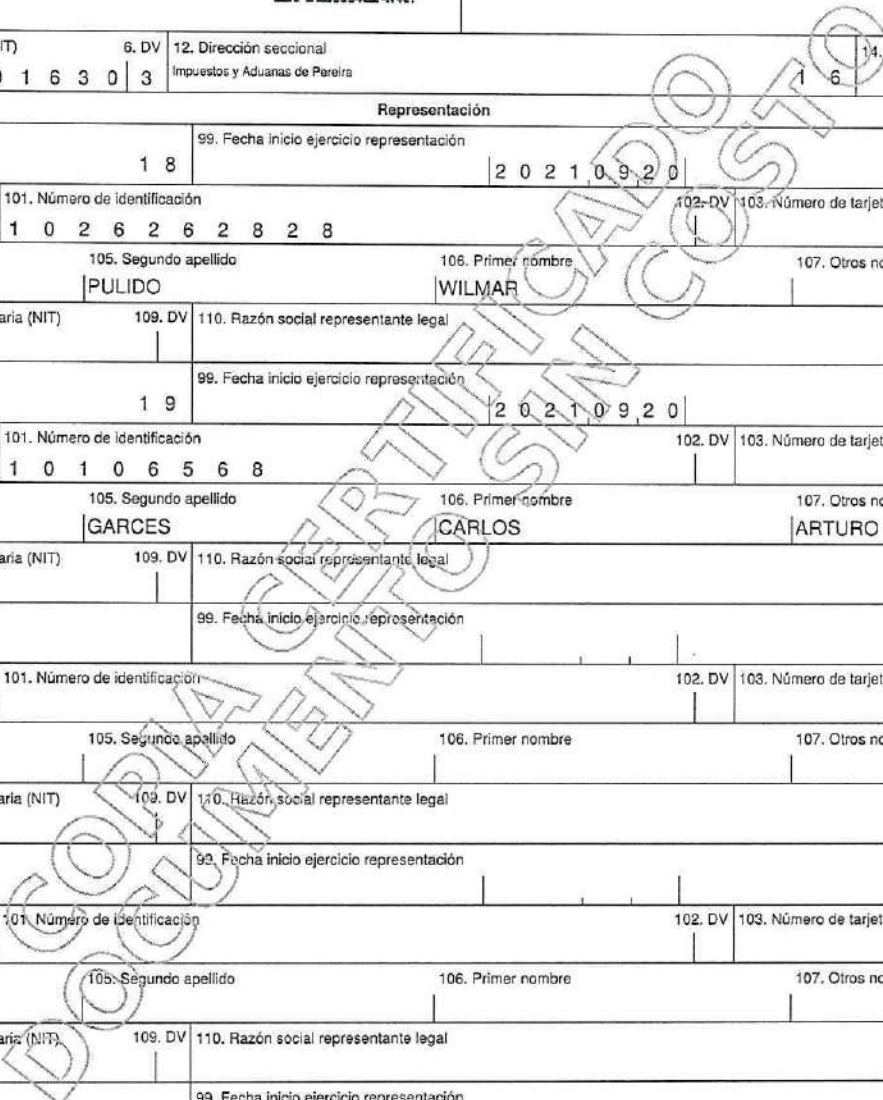 IT) 6. DV 12. Dirección seccional 14.
1 6 3 0 3 Impuestos y Aduanas de Pereira 1 6
Representación
99. Fecha inicio ejercicio representación
1 8 2 0 2 1 0 9 2 0
101. Número de identificación 102. DV 103. Número de tarjet
1 0 2 6 2 6 2 8 2 8
105. Segundo apellido 106. Primer nombre 107. Otros no
PULIDO WILMAR
aria (NIT) 109. DV 110. Razón social representante legal
99. Fecha inicio ejercicio representación
1 9 2 0 2 1 0 9 2 0
101. Número de identificación 102. DV 103. Número de tarjet
1 0 1 0 6 5 6 8
105. Segundo apellido 106. Primer nombre 107. Otros no
GARCES CARLOS ARTURO
aria (NIT) 109. DV 110. Razón social representante legal
99. Fecha inicio ejercicio representación
101. Número de identificación 102. DV 103. Número de tarjet
105. Segundo apellido 106. Primer nombre 107. Otros no
aria (NIT) 109. DV 110. Razón social representante legal
99. Fecha inicio ejercicio representación
101. Número de identificación 102. DV 103. Número de tarjet
105. Segundo apellido 106. Primer nombre 107. Otros no
aria (NIT) 109. DV 110. Razón social representante legal
99. Fecha inicio ejercicio representación
COPIA CERTIFICADO
DOCUMENTO SIN COSTO